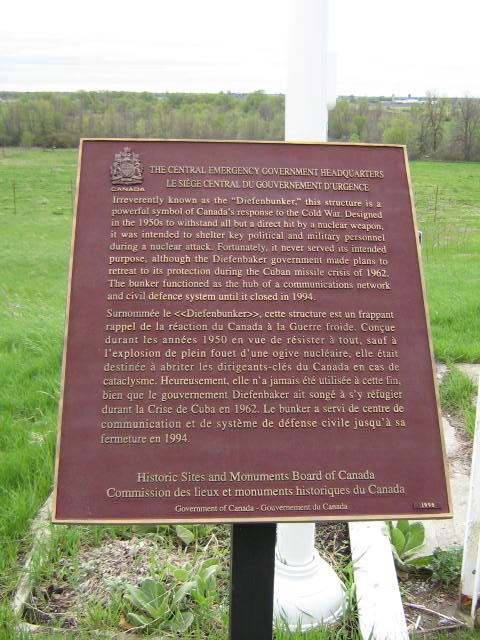 CANADA
THE CENTRAL EMERGENCY GOVERNMENT HEADQUARTERS
LE SIÈGE CENTRAL DU GOUVERNEMENT D'URGENCE
Irreverently known as the "Diefenbunker," this structure is a
powerful symbol of Canada's response to the Cold War. Designed
in the 1950s to withstand all but a direct hit by a nuclear weapon,
it was intended to shelter key political and military personnel
during a nuclear attack. Fortunately, it never served its intended
purpose, although the Diefenbaker government made plans to
retreat to its protection during the Cuban missile crisis of 1962.
The bunker functioned as the hub of a communications network
and civil defence system until it closed in 1994.
Surnommée le <<Diefenbunker>>, cette structure est un frappant
rappel de la réaction du Canada à la Guerre froide. Conçue
durant les années 1950 en vue de résister à tout, sauf à
l'explosion de plein fouet d'une ogive nucléaire, elle était
destinée à abriter les dirigeants-clés du Canada en cas de
cataclysme. Heureusement, elle n'a jamais été utilisée à cette fin,
bien que le gouvernement Diefenbaker ait songé à s'y réfugier
durant la Crise de Cuba en 1962. Le bunker a servi de centre de
communication et de système de défense civile jusqu'à sa
fermeture en 1994.
Historic Sites and Monuments Board of Canada
Commission des lieux et monuments historiques du Canada
Government of Canada - Gouvernement du Canada
1998